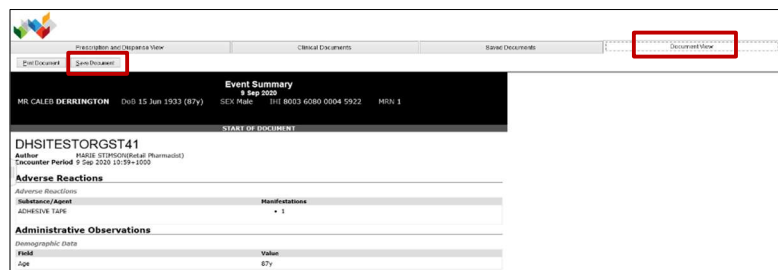 Prescription and Dispense View Clinical Documents Saved Documents Document View
Print Document Save Document
Event Summary
9 Sep 2020
MR CALEB DERRINGTON DoB 15 Jun 1933 (87y) SEX Male IHI 8003 6080 0004 5922 MRN 1
START OF DOCUMENT
DHSITESTORGST41
Author MARIE STIMSON(Retail Pharmacist)
Encounter Period 9 Sep 2020 10:59+1000
Adverse Reactions
Adverse Reactions
Substance/Agent Manifestations
ADHESIVE TAPE • 1
Administrative Observations
Demographic Data
Field Value
Age 87y